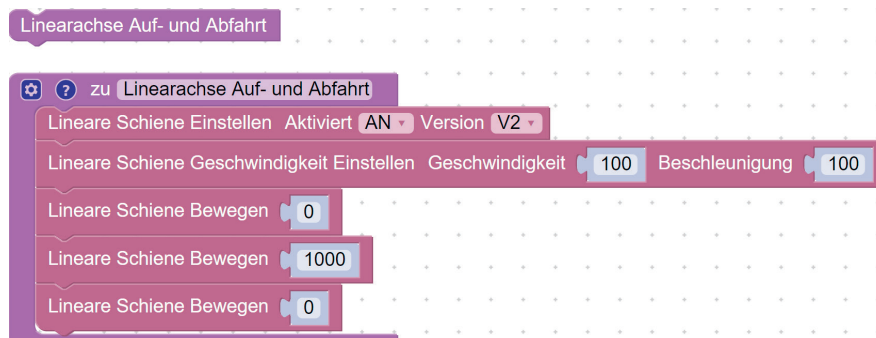 Linearachse Auf- und Abfahrt
? zu Linearachse Auf- und Abfahrt
Lineare Schiene Einstellen Aktiviert AN Version V2
Lineare Schiene Geschwindigkeit Einstellen Geschwindigkeit 100 Beschleunigung 100
Lineare Schiene Bewegen 0
Lineare Schiene Bewegen 1000
Lineare Schiene Bewegen 0